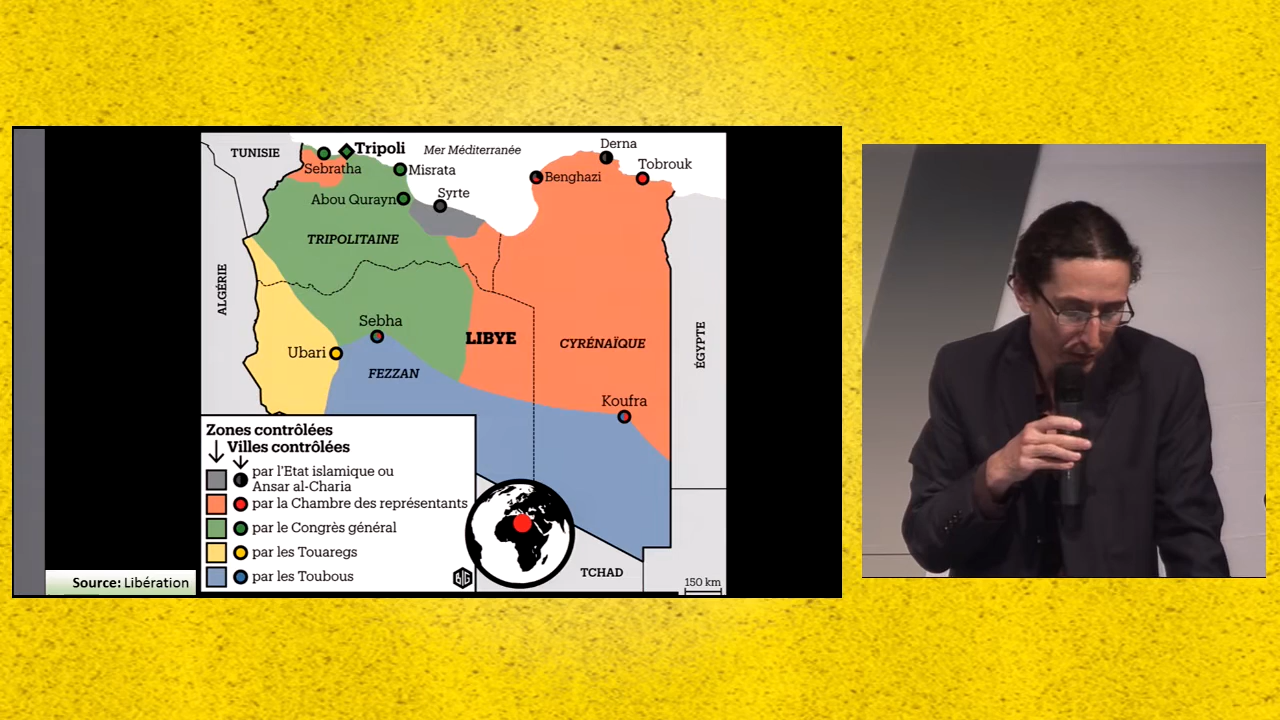 TUNISIE
Tripoli
Mer Méditerranée
Derna
Sebratha
Misrata
Benghazi
Tobrouk
Abou Qurayn
Syrte
TRIPOLITAINE
ALGÉRIE
Sebha
LIBYE
CYRÉNAÏQUE
ÉGYPTE
Ubari
FEZZAN
Koufra
Zones contrôlées
Villes contrôlées
par l'Etat islamique ou
Ansar al-Charia
par la Chambre des représentants
par le Congrès général
par les Touaregs
par les Toubous
TCHAD
150 km
Source: Libération